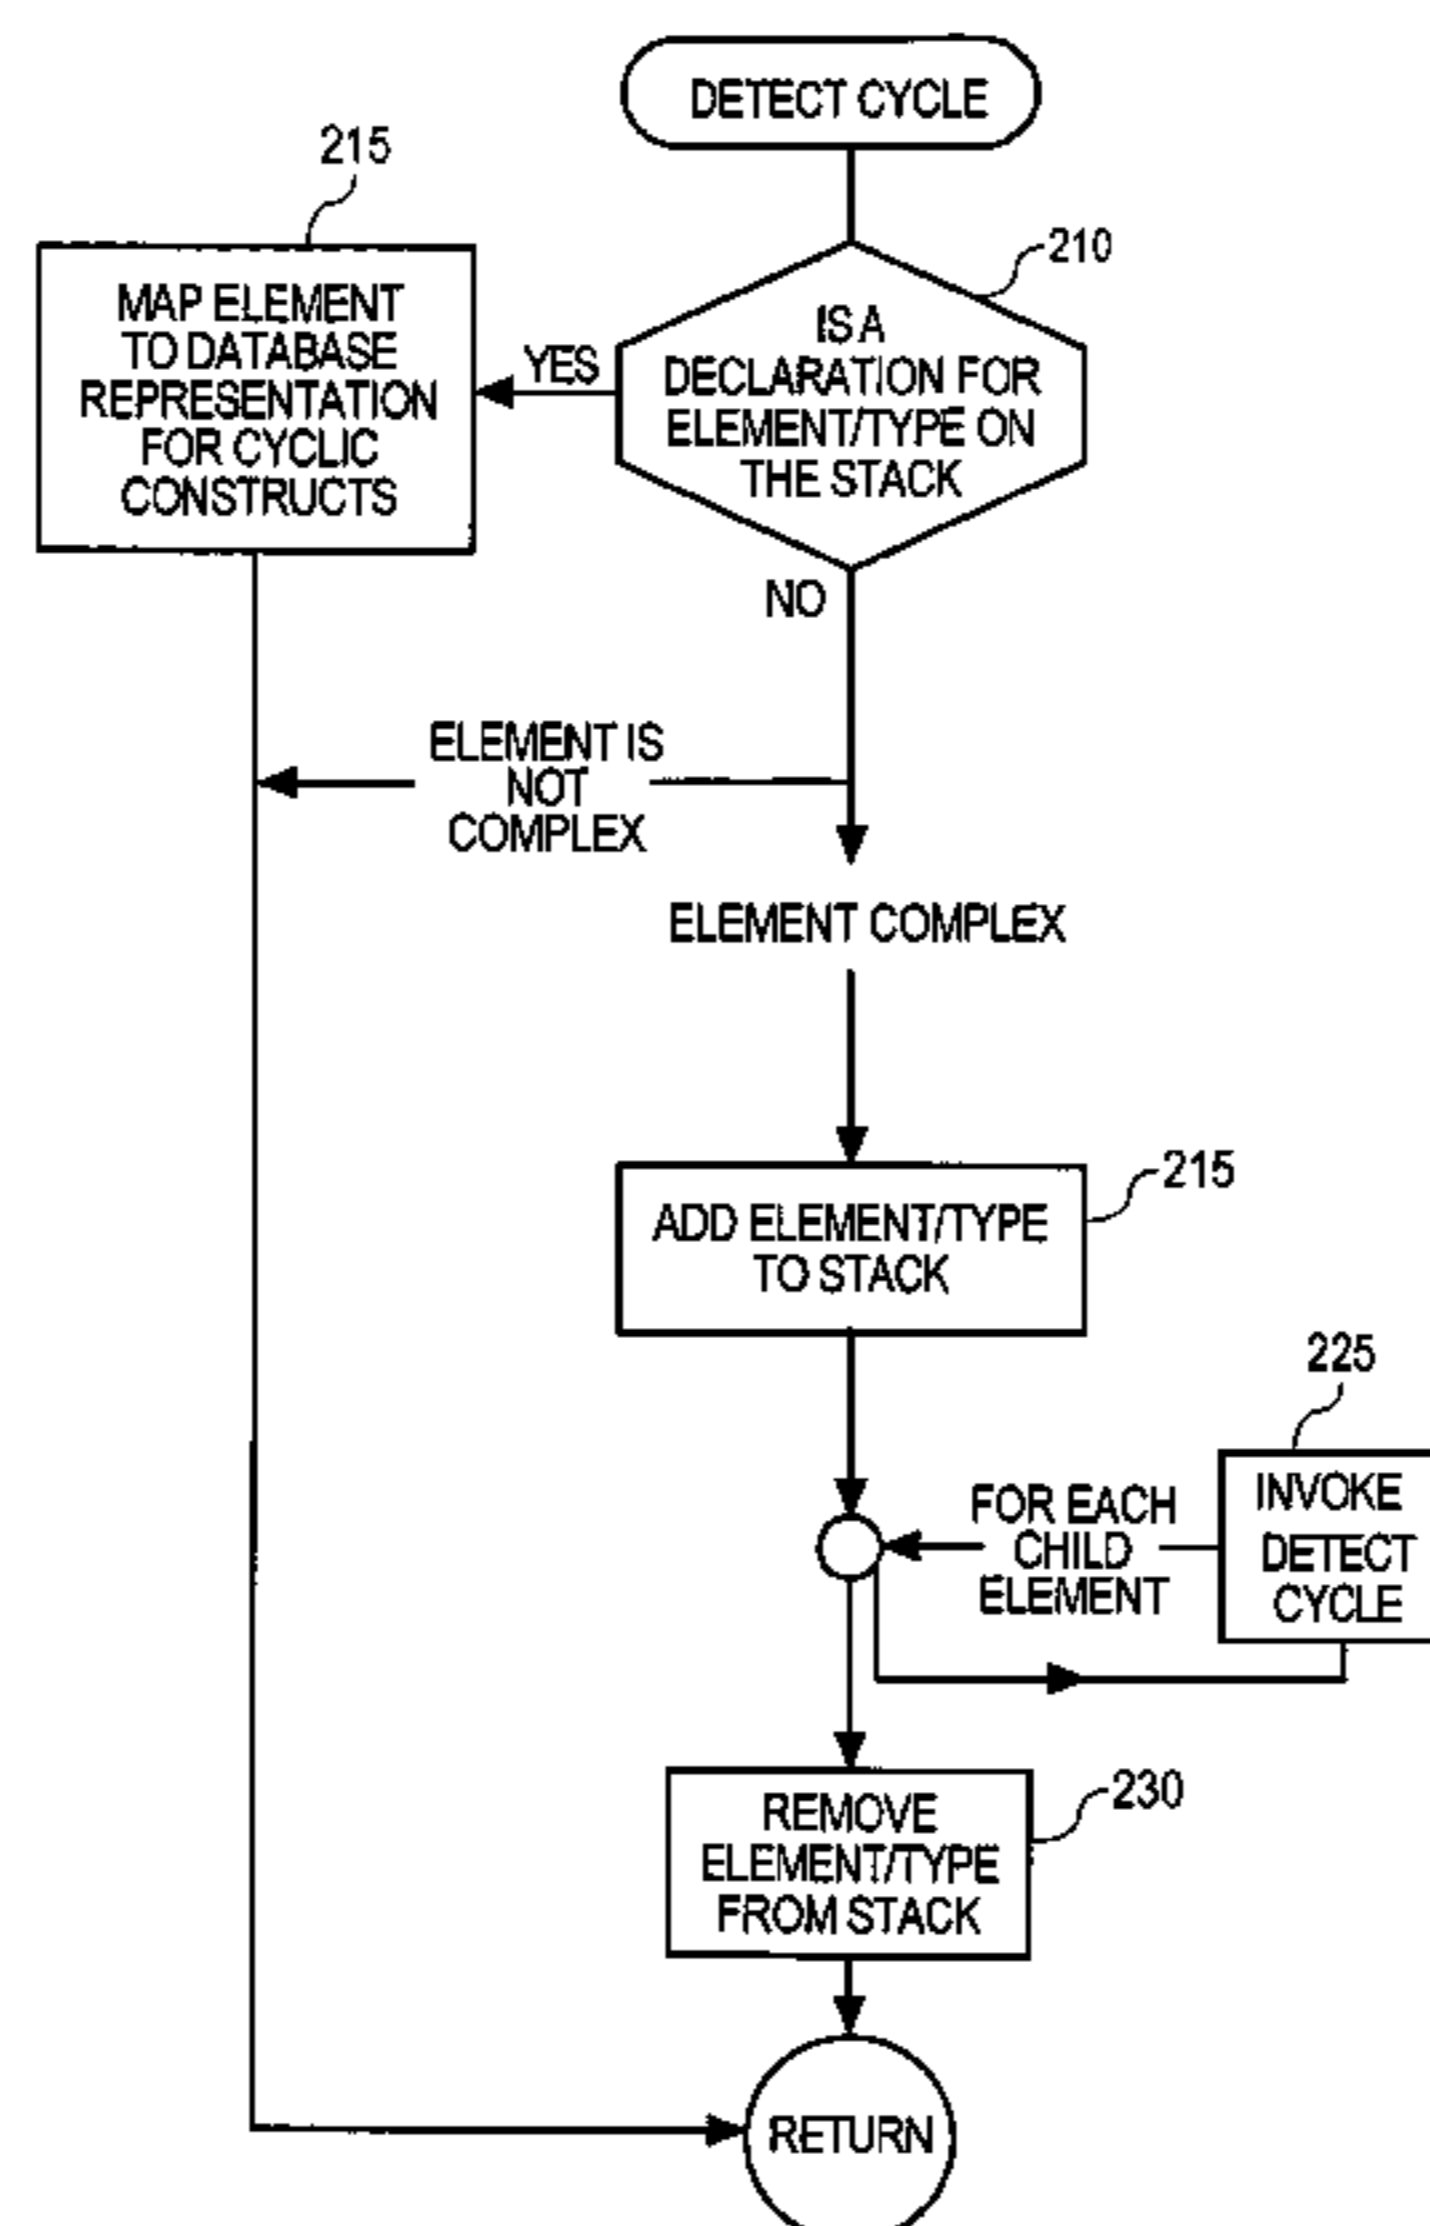 DETECT CYCLE
215
210
MAP ELEMENT
TO DATABASE
REPRESENTATION
FOR CYCLIC
CONSTRUCTS
YES
IS A
DECLARATION FOR
ELEMENT/TYPE ON
THE STACK
NO
ELEMENT IS
NOT
COMPLEX
ELEMENT COMPLEX
215
ADD ELEMENT/TYPE
TO STACK
225
FOR EACH
CHILD
ELEMENT
INVOKE
DETECT
CYCLE
230
REMOVE
ELEMENT/TYPE
FROM STACK
RETURN